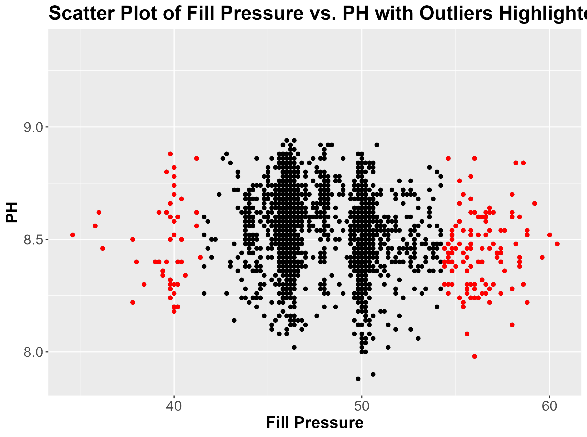 Scatter Plot of Fill Pressure vs. PH with Outliers Highlighte
9.0
8.5
8.0
PH
40 50 60
Fill Pressure